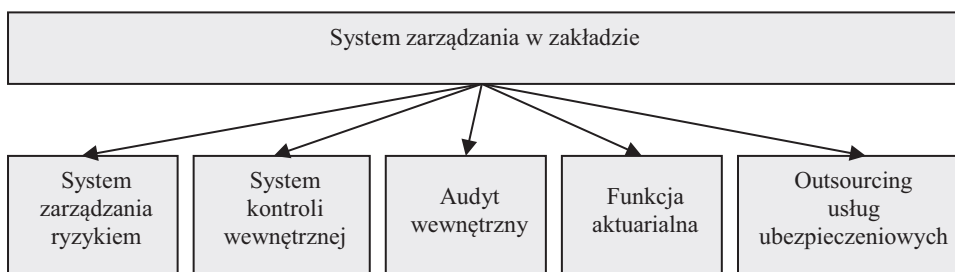 System zarządzania w zakładzie
System
zarządzania
ryzykiem
System
kontroli
wewnętrznej
Audyt
wewnętrzny
Funkcja
aktuarialna
Outsourcing
usług
ubezpieczeniowych